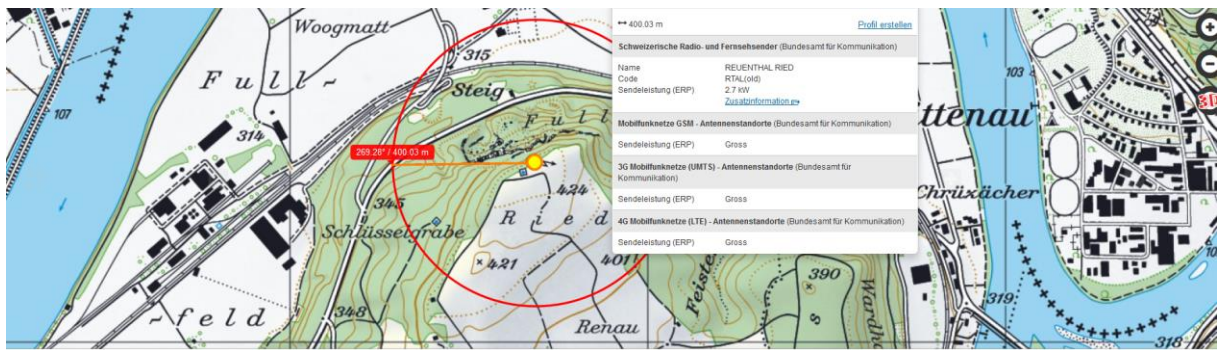 Woogmatt
315
F u l l ~
Steig
107
314
F u l l
269.28° / 400.03 m
424
345
R i e d
Schlüsselgrabe
421
401
~ f e l d
348
Renau
Feiste
390
s
Wardh
400.03 m
Profil erstellen
Schweizerische Radio- und Fernsehsender (Bundesamt für Kommunikation)
Name REUENTHAL RIED
Code RTAL(old)
Sendeleistung (ERP) 2.7 kW
Zusatzinformation
Mobilfunknetze GSM - Antennenstandorte (Bundesamt für Kommunikation)
Sendeleistung (ERP) Gross
3G Mobilfunknetze (UMTS) - Antennenstandorte (Bundesamt für
Kommunikation)
Sendeleistung (ERP) Gross
4G Mobilfunknetze (LTE) - Antennenstandorte (Bundesamt für Kommunikation)
Sendeleistung (ERP) Gross
103
ttenau
Chrüzächer
319
318
3D